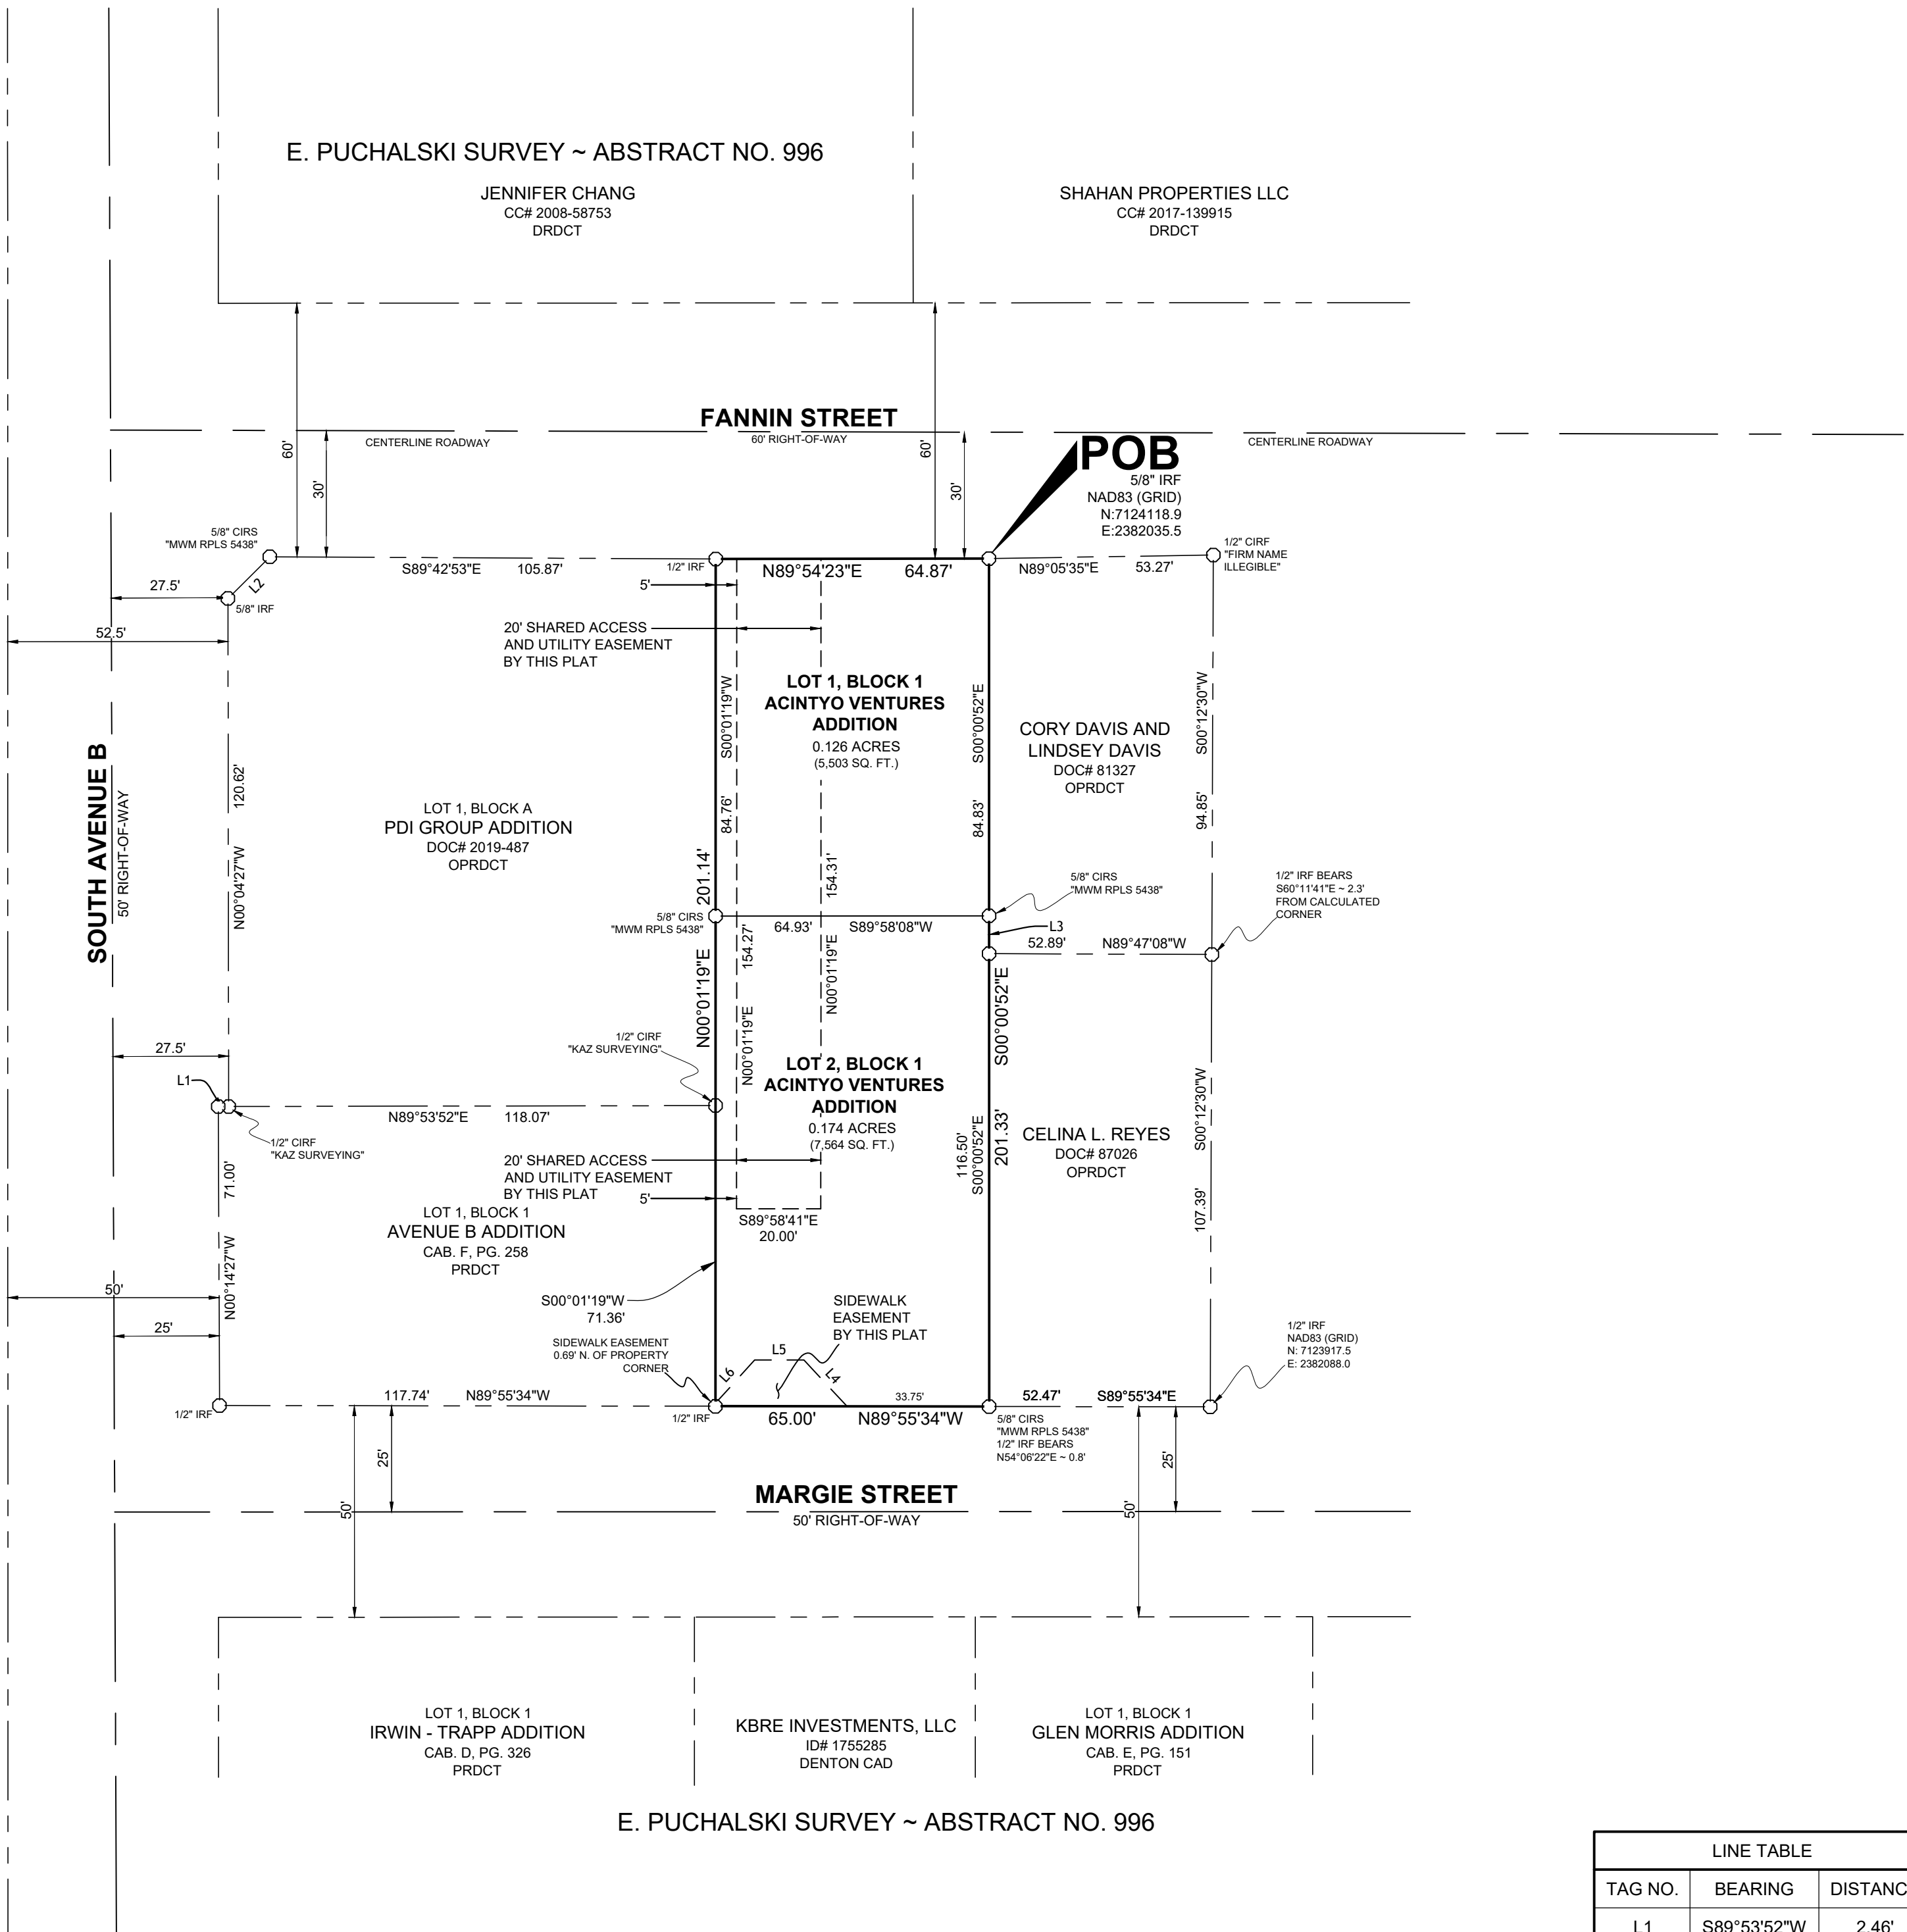 E. PUCHALSKI SURVEY ~ ABSTRACT NO. 996
JENNIFER CHANG
CC# 2008-58753
DRDCT
SHAHAN PROPERTIES LLC
CC# 2017-139915
DRDCT
FANNIN STREET
60' RIGHT-OF-WAY
CENTERLINE ROADWAY
CENTERLINE ROADWAY
60'
30'
60'
30'
POB
5/8" IRF
NAD83 (GRID)
N:7124118.9
E:2382035.5
5/8" CIRS
"MWM RPLS 5438"
27.5'
L2
5/8" IRF
52.5'
S89°42'53"E 105.87'
1/2" IRF
N89°54'23"E 64.87'
N89°05'35"E 53.27'
1/2" CIRF
"FIRM NAME
ILLEGIBLE"
5'
20' SHARED ACCESS
AND UTILITY EASEMENT
BY THIS PLAT
LOT 1, BLOCK 1
ACINTYO VENTURES
ADDITION
0.126 ACRES
(5,503 SQ. FT.)
S00°01'19"W
84.76'
S00°00'52"E
84.83'
CORY DAVIS AND
LINDSEY DAVIS
DOC# 81327
OPRDCT
S00°12'30"W
94.85'
SOUTH AVENUE B
50' RIGHT-OF-WAY
120.62'
N00°04'27"W
LOT 1, BLOCK A
PDI GROUP ADDITION
DOC# 2019-487
OPRDCT
201.14'
N00°01'19"E
154.31'
N00°01'19"E
5/8" CIRS
"MWM RPLS 5438"
1/2" IRF BEARS
S60°11'41"E ~ 2.3'
FROM CALCULATED
CORNER
5/8" CIRS
"MWM RPLS 5438"
64.93' S89°58'08"W
L3
52.89' N89°47'08"W
154.27'
N00°01'19"E
S00°00'52"E
201.33'
27.5'
L1
1/2" CIRF
"KAZ SURVEYING"
1/2" CIRF
"KAZ SURVEYING"
N89°53'52"E 118.07'
LOT 2, BLOCK 1
ACINTYO VENTURES
ADDITION
0.174 ACRES
(7,564 SQ. FT.)
116.50'
S00°00'52"E
CELINA L. REYES
DOC# 87026
OPRDCT
S00°12'30"W
107.39'
71.00'
N00°14'27"W
20' SHARED ACCESS
AND UTILITY EASEMENT
BY THIS PLAT
5'
LOT 1, BLOCK 1
AVENUE B ADDITION
CAB. F, PG. 258
PRDCT
S89°58'41"E
20.00'
50'
25'
S00°01'19"W
71.36'
SIDEWALK
EASEMENT
BY THIS PLAT
SIDEWALK EASEMENT
0.69' N. OF PROPERTY
CORNER
L6
L5
L4
1/2" IRF
NAD83 (GRID)
N: 7123917.5
E: 2382088.0
117.74' N89°55'34"W
1/2" IRF
1/2" IRF
33.75'
65.00' N89°55'34"W
52.47' S89°55'34"E
5/8" CIRS
"MWM RPLS 5438"
1/2" IRF BEARS
N54°06'22"E ~ 0.8'
25'
50'
25'
50'
MARGIE STREET
50' RIGHT-OF-WAY
LOT 1, BLOCK 1
IRWIN - TRAPP ADDITION
CAB. D, PG. 326
PRDCT
KBRE INVESTMENTS, LLC
ID# 1755285
DENTON CAD
LOT 1, BLOCK 1
GLEN MORRIS ADDITION
CAB. E, PG. 151
PRDCT
E. PUCHALSKI SURVEY ~ ABSTRACT NO. 996
LINE TABLE
TAG NO. BEARING DISTANC
L1 S89°53'52"W 2.46'